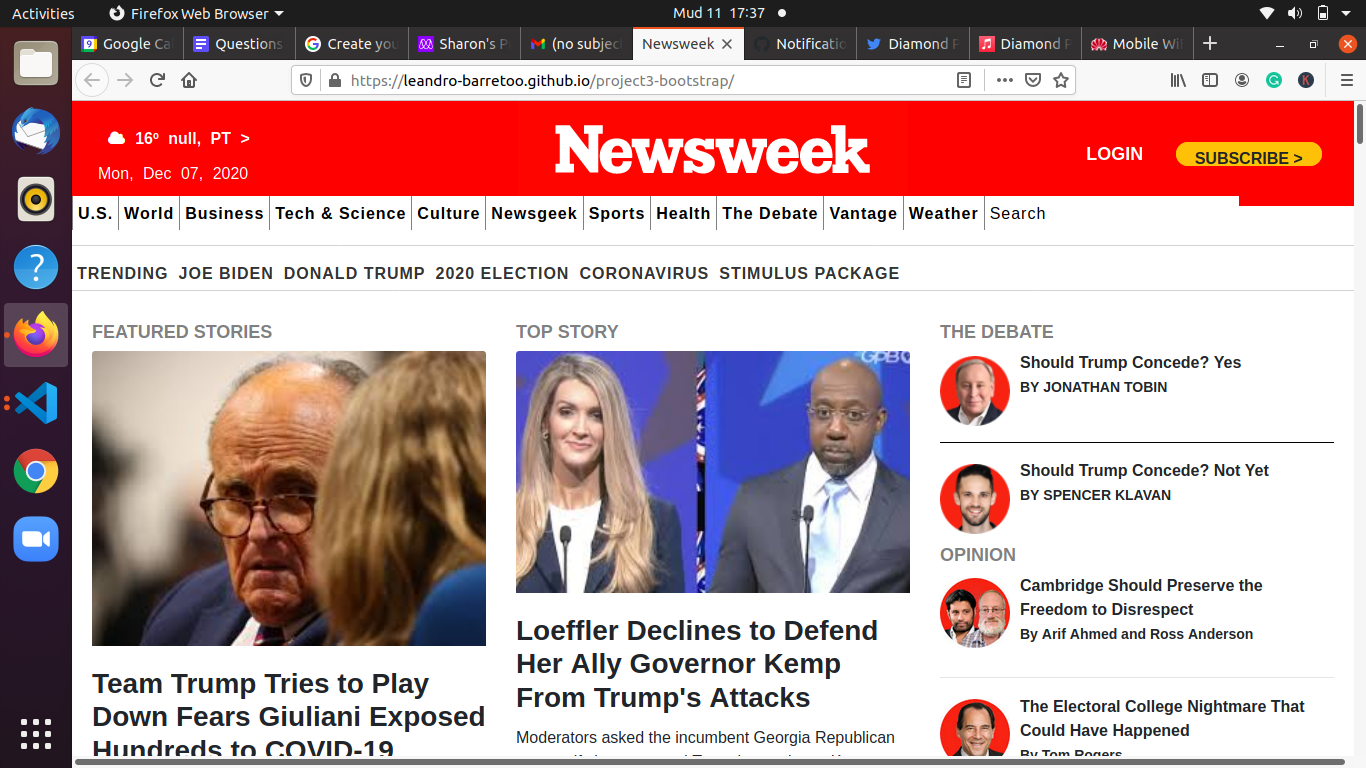 Activities
Firefox Web Browser
Mud 11 17:37
Google Ca
Questions
Create you
Sharon's P
(no subjec
Newsweek
Notificatio
Diamond P
Diamond P
Mobile Wi
https://leandro-barretoo.github.io/project3-bootstrap/
16º null, PT >
Mon, Dec 07, 2020
Newsweek
LOGIN
SUBSCRIBE >
U.S. World Business Tech & Science Culture Newsgeek Sports Health The Debate Vantage Weather Search
TRENDING JOE BIDEN DONALD TRUMP 2020 ELECTION CORONAVIRUS STIMULUS PACKAGE
FEATURED STORIES
Team Trump Tries to Play
Down Fears Giuliani Exposed
Hundreds to COVID-19
TOP STORY
GPB
Loeffler Declines to Defend
Her Ally Governor Kemp
From Trump's Attacks
Moderators asked the incumbent Georgia Republican
THE DEBATE
Should Trump Concede? Yes
BY JONATHAN TOBIN
Should Trump Concede? Not Yet
BY SPENCER KLAVAN
OPINION
Cambridge Should Preserve the
Freedom to Disrespect
By Arif Ahmed and Ross Anderson
The Electoral College Nightmare That
Could Have Happened
By Tom Rogers